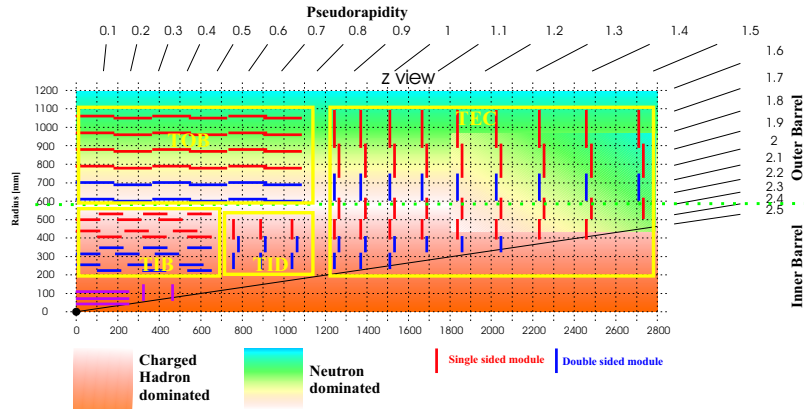 Pseudorapidity
0.1 0.2 0.3 0.4 0.5 0.6 0.7 0.8 0.9 1 1.1 1.2 1.3 1.4 1.5
1.6
1.7
1.8
1.9
2
2.1
2.2
2.3
2.4
2.5
z view
Radius [mm]
1200
1100
1000
900
800
700
600
500
400
300
200
100
0
TOB
TEC
TIB
TID
Outer Barrel
Inner Barrel
0 200 400 600 800 1000 1200 1400 1600 1800 2000 2200 2400 2600 2800
Charged
Hadron
dominated
Neutron
dominated
Single sided module
Double sided module